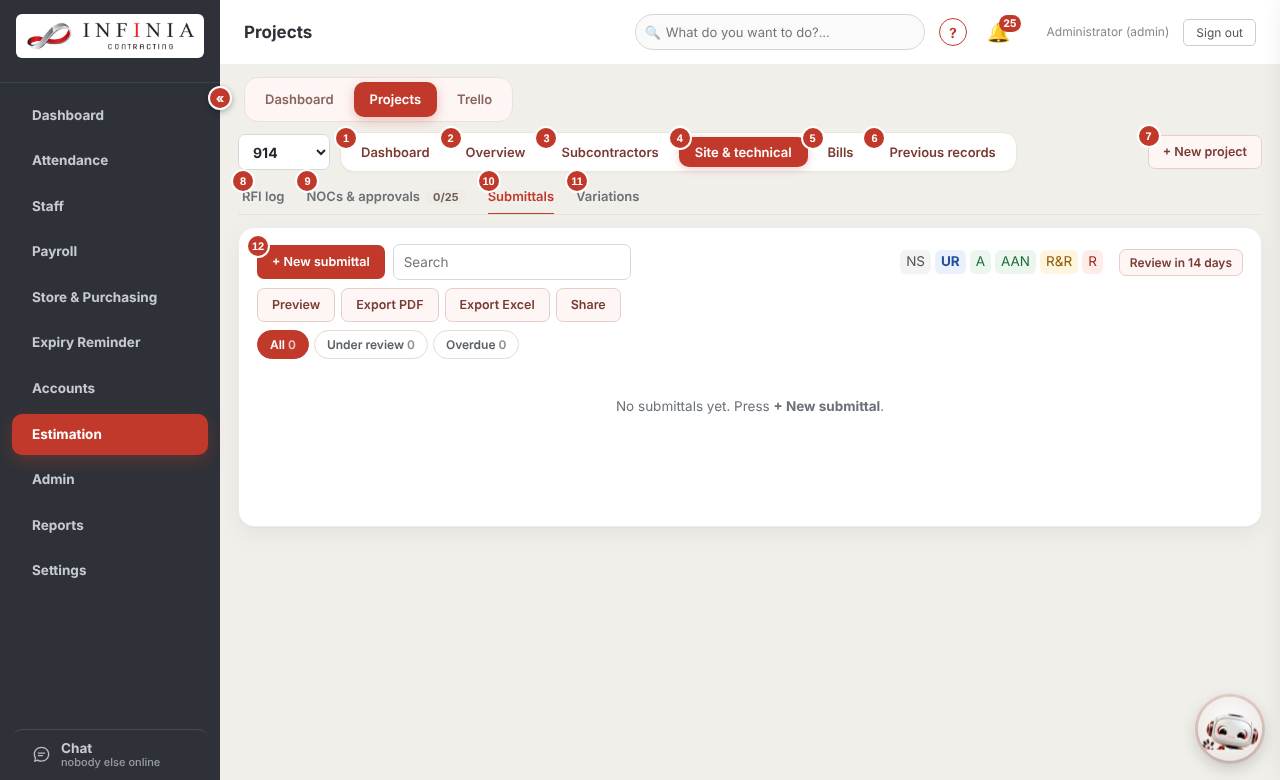 INFINIA
CONTRACTING
Projects
What do you want to do?...
?
25
Administrator (admin)
Sign out
«
Dashboard
Attendance
Staff
Payroll
Store & Purchasing
Expiry Reminder
Accounts
Estimation
Admin
Reports
Settings
Chat
nobody else online
Dashboard Projects Trello
914
1 Dashboard 2 Overview 3 Subcontractors 4 Site & technical 5 Bills 6 Previous records 7 + New project
8 RFI log 9 NOCs & approvals 0/25 10 Submittals 11 Variations
12 + New submittal Search NS UR A AAN R&R R Review in 14 days
Preview Export PDF Export Excel Share
All 0 Under review 0 Overdue 0
No submittals yet. Press + New submittal.